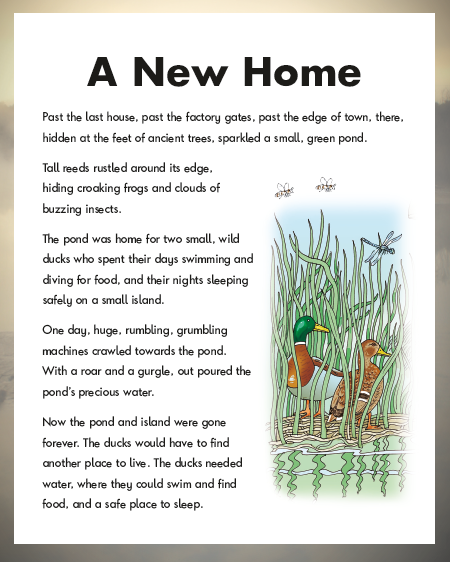 A New Home
Past the last house, past the factory gates, past the edge of town, there,
hidden at the feet of ancient trees, sparkled a small, green pond.
Tall reeds rustled around its edge,
hiding croaking frogs and clouds of
buzzing insects.
The pond was home for two small, wild
ducks who spent their days swimming and
diving for food, and their nights sleeping
safely on a small island.
One day, huge, rumbling, grumbling
machines crawled towards the pond.
With a roar and a gurgle, out poured the
pond's precious water.
Now the pond and island were gone
forever. The ducks would have to find
another place to live. The ducks needed
water, where they could swim and find
food, and a safe place to sleep.